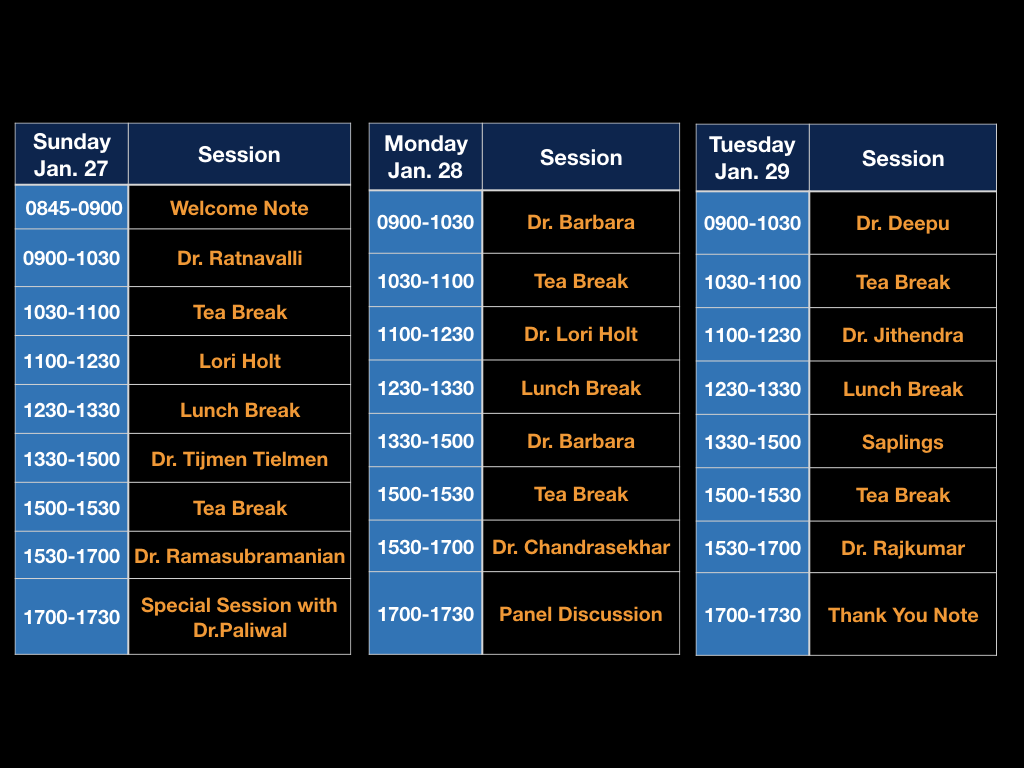 Sunday
Jan. 27
Session
0845-0900 Welcome Note
0900-1030 Dr. Ratnavalli
1030-1100 Tea Break
1100-1230 Lori Holt
1230-1330 Lunch Break
1330-1500 Dr. Tijmen Tielmen
1500-1530 Tea Break
1530-1700 Dr. Ramasubramanian
1700-1730 Special Session with
Dr.Paliwal
Monday
Jan. 28
Session
0900-1030 Dr. Barbara
1030-1100 Tea Break
1100-1230 Dr. Lori Holt
1230-1330 Lunch Break
1330-1500 Dr. Barbara
1500-1530 Tea Break
1530-1700 Dr. Chandrasekhar
1700-1730 Panel Discussion
Tuesday
Jan. 29
Session
0900-1030 Dr. Deepu
1030-1100 Tea Break
1100-1230 Dr. Jithendra
1230-1330 Lunch Break
1330-1500 Saplings
1500-1530 Tea Break
1530-1700 Dr. Rajkumar
1700-1730 Thank You Note